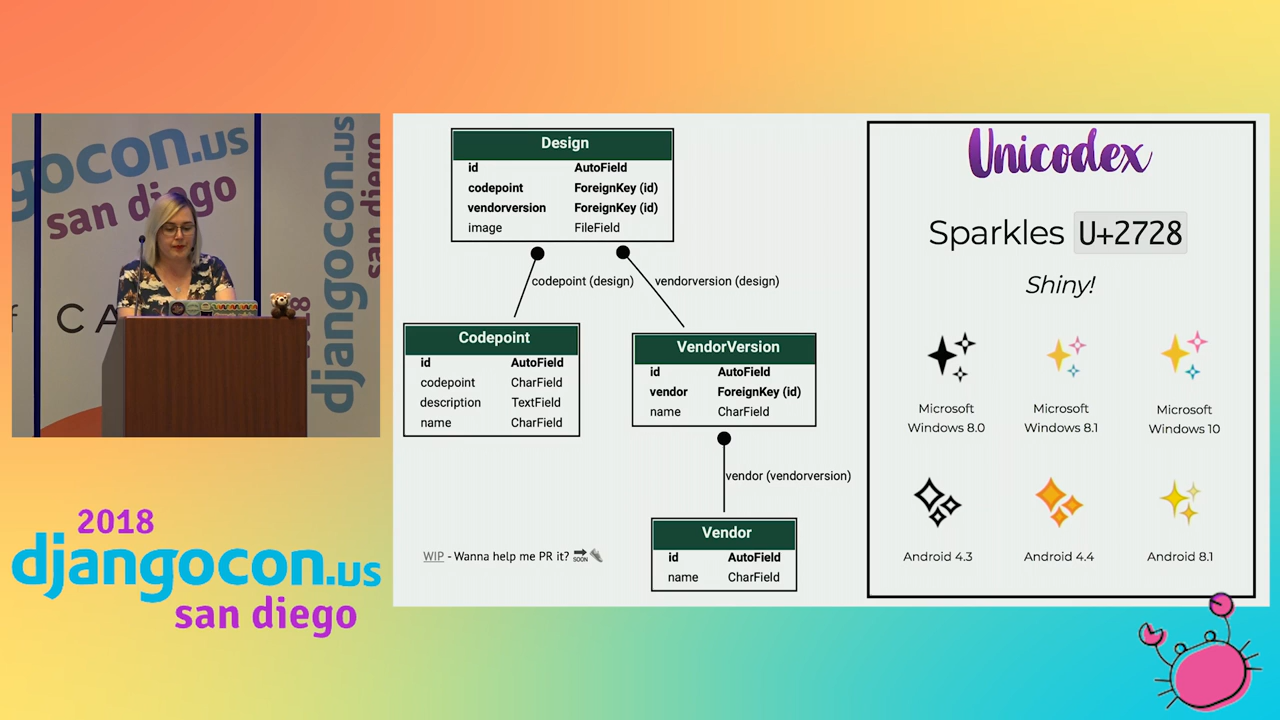 gocon.us
san diego
djangocon.us
san diego
2018
f CA
2018
djangocon.us
san diego
Design
id AutoField
codepoint ForeignKey (id)
vendorversion ForeignKey (id)
image FileField
codepoint (design)
vendorversion (design)
Codepoint
id AutoField
codepoint CharField
description TextField
name CharField
VendorVersion
id AutoField
vendor ForeignKey (id)
name CharField
vendor (vendorversion)
Vendor
id AutoField
name CharField
WIP - Wanna help me PR it? SOON
Unicodex
Sparkles U+2728
Shiny!
Microsoft
Windows 8.0
Microsoft
Windows 8.1
Microsoft
Windows 10
Android 4.3
Android 4.4
Android 8.1